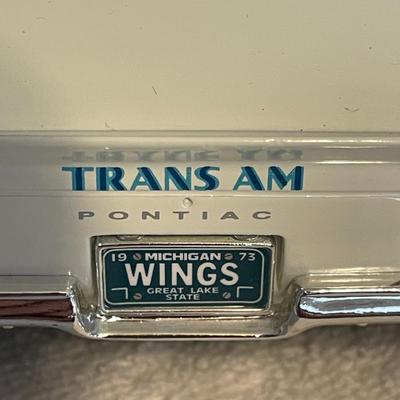 TRANS AM
PONTIAC
19 MICHIGAN 73
WINGS
GREAT LAKE
STATE